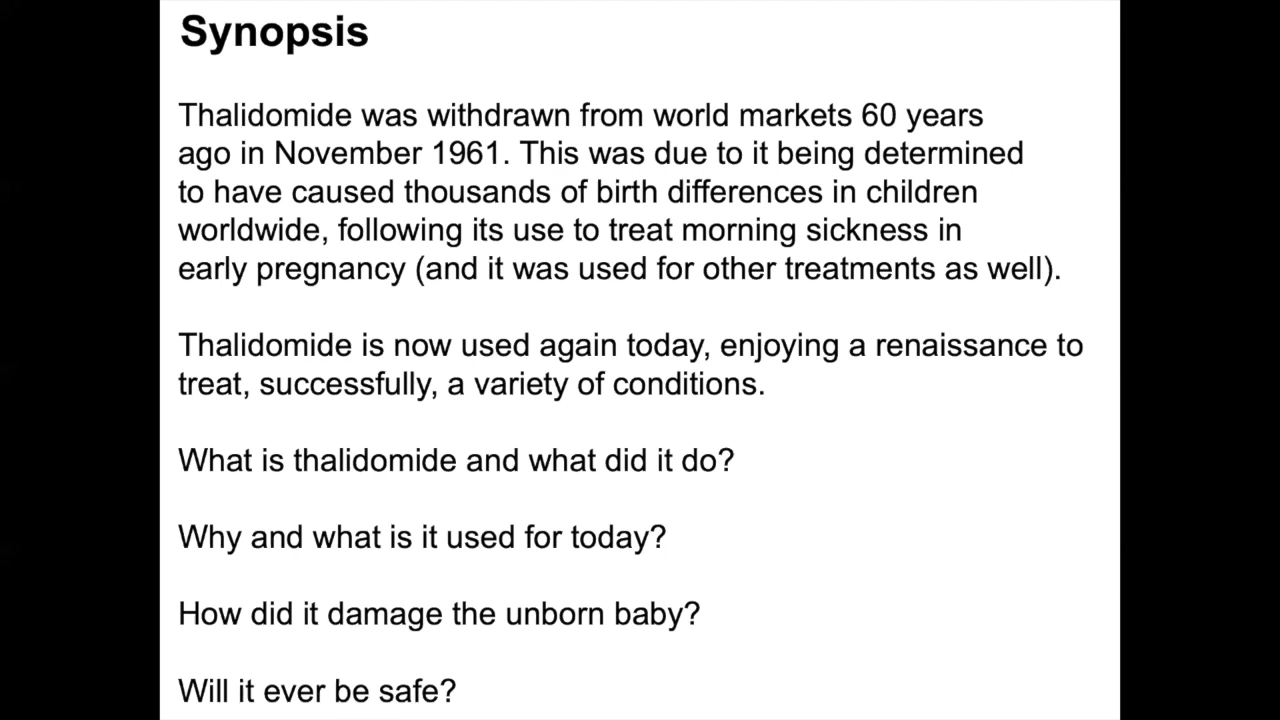 Synopsis
Thalidomide was withdrawn from world markets 60 years
ago in November 1961. This was due to it being determined
to have caused thousands of birth differences in children
worldwide, following its use to treat morning sickness in
early pregnancy (and it was used for other treatments as well).
Thalidomide is now used again today, enjoying a renaissance to
treat, successfully, a variety of conditions.
What is thalidomide and what did it do?
Why and what is it used for today?
How did it damage the unborn baby?
Will it ever be safe?